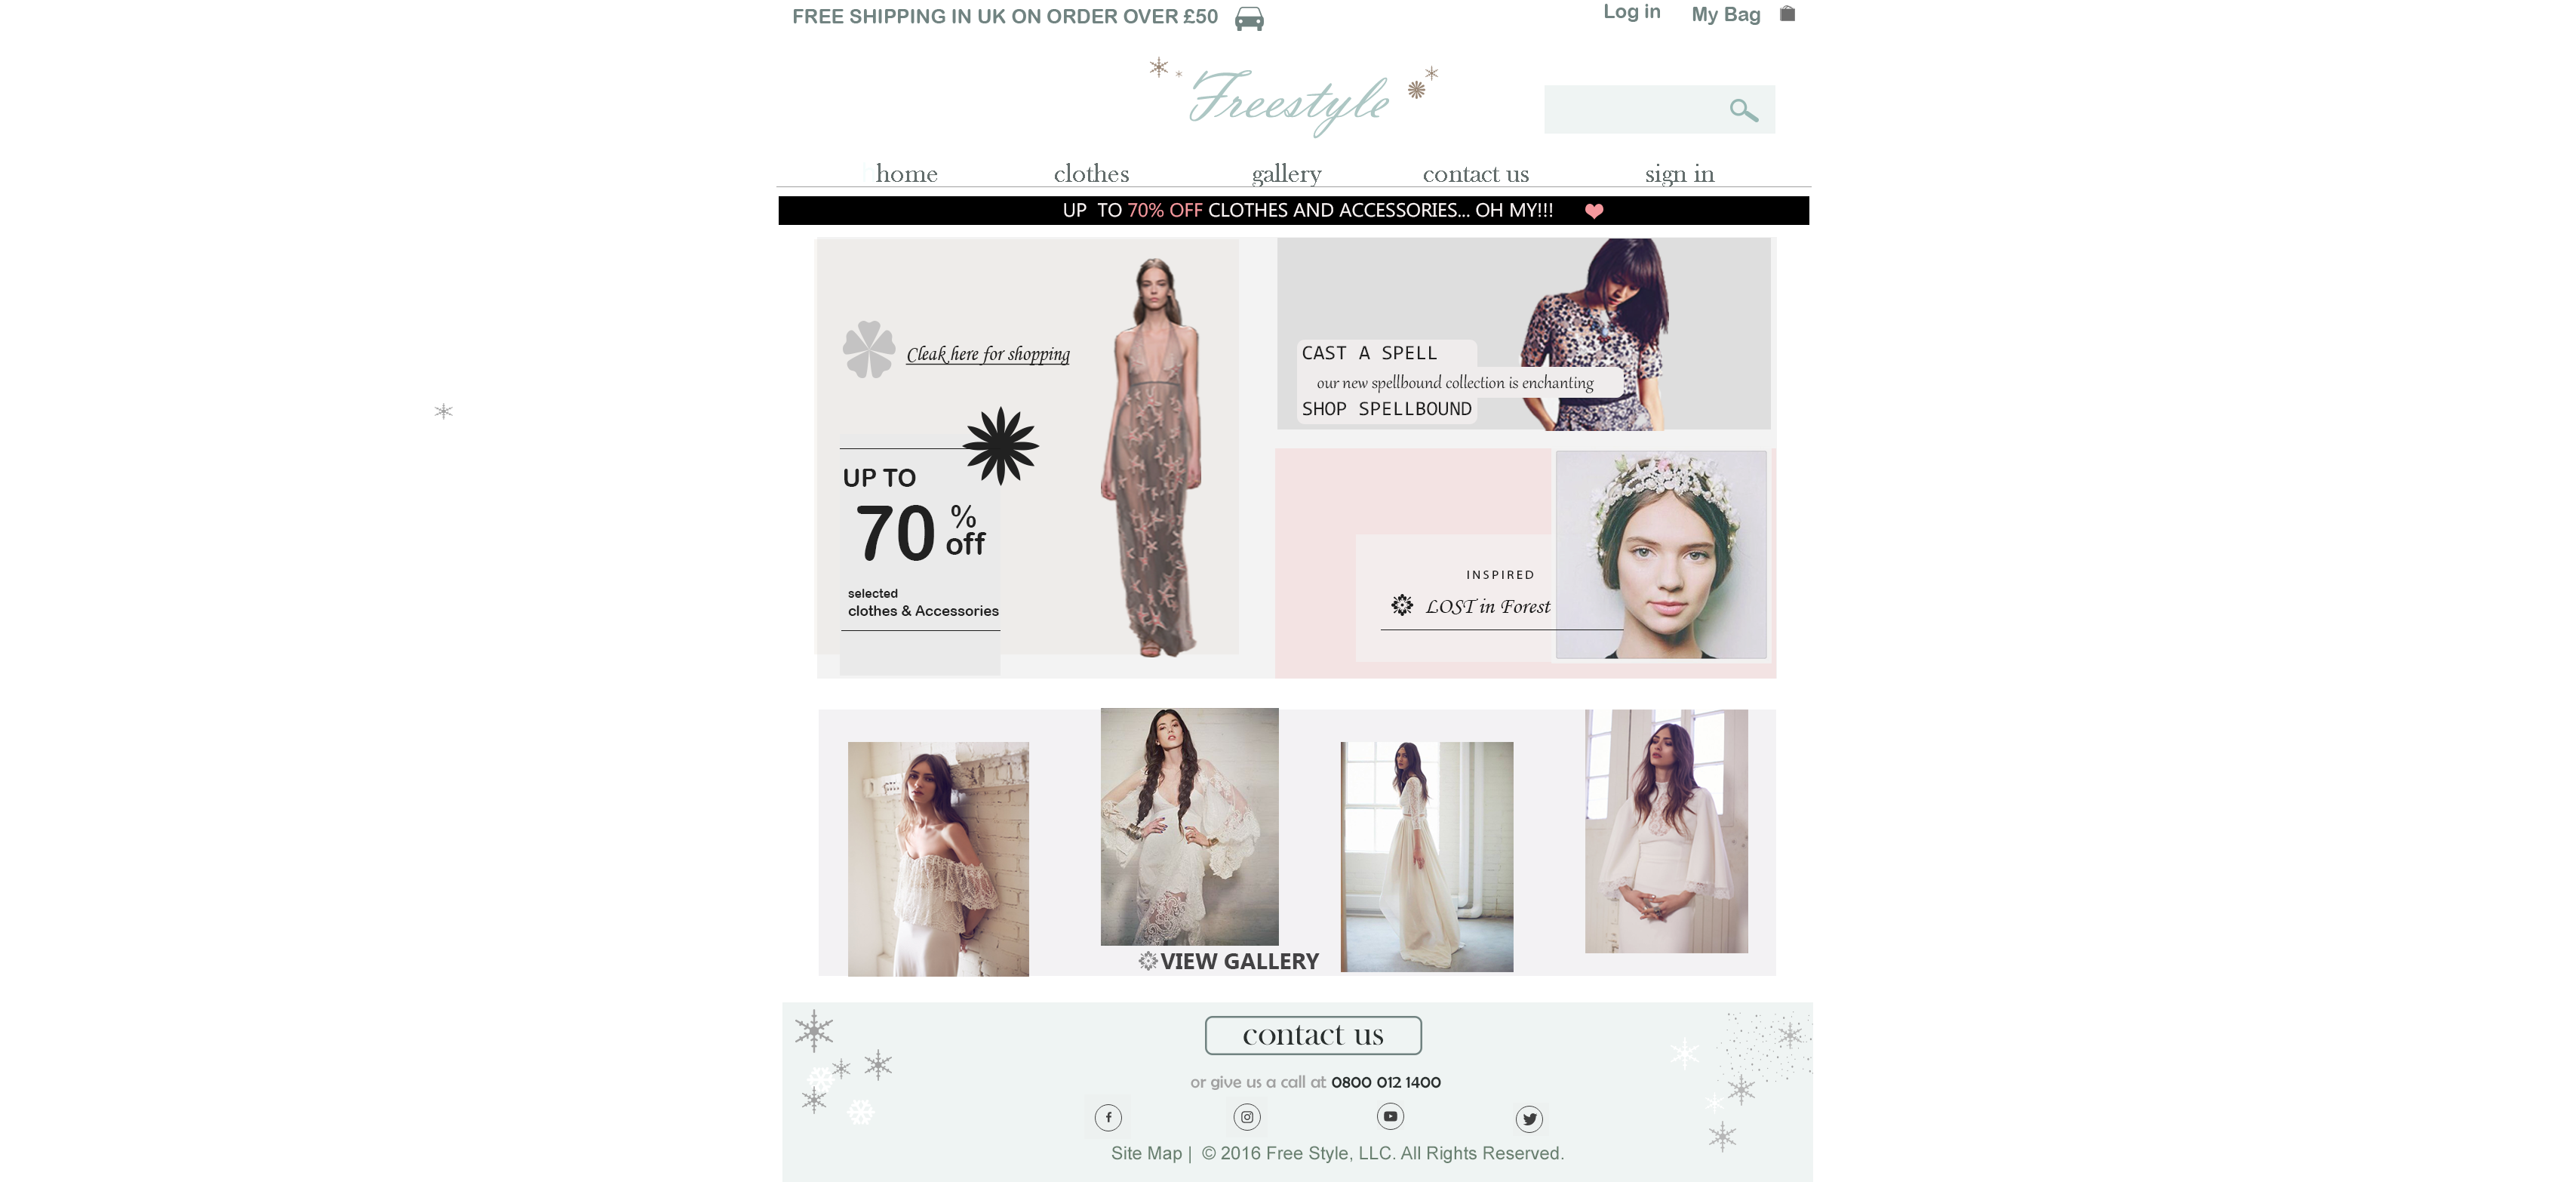 FREE SHIPPING IN UK ON ORDER OVER £50
Log in
My Bag
Freestyle
home
clothes
gallery
contact us
sign in
UP TO 70% OFF CLOTHES AND ACCESSORIES... OH MY!!!
Cleak here for shopping
UP TO
70 % off
selected
clothes & Accessories
CAST A SPELL
our new spellbound collection is enchanting
SHOP SPELLBOUND
INSPIRED
LOST in Forest
VIEW GALLERY
contact us
or give us a call at 0800 012 1400
Site Map | © 2016 Free Style, LLC. All Rights Reserved.